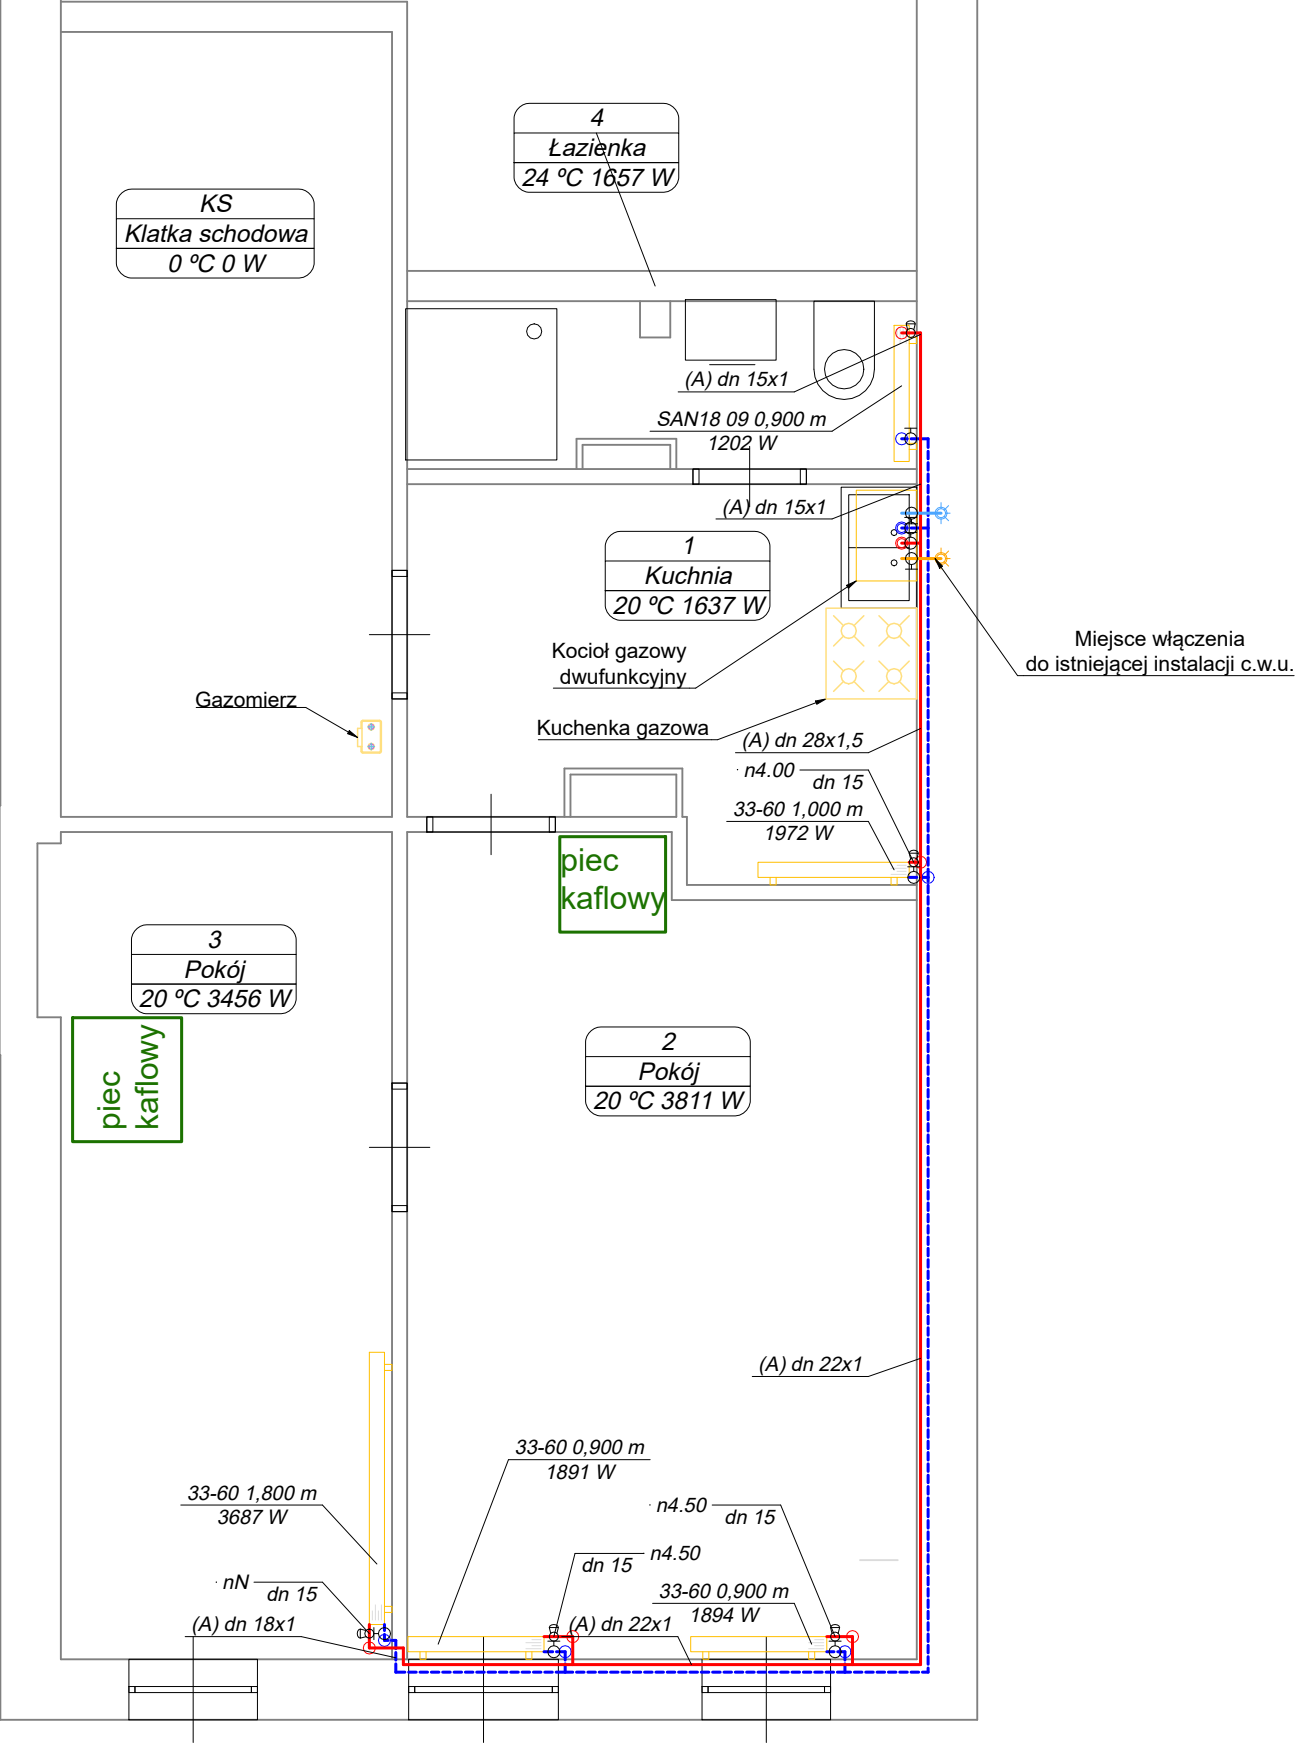 4
Łazienka
24 ºC 1657 W
KS
Klatka schodowa
0 ºC 0 W
(A) dn 15x1
SAN18 09 0,900 m
1202 W
(A) dn 15x1
1
Kuchnia
20 ºC 1637 W
Kocioł gazowy
dwufunkcyjny
Miejsce włączenia
do istniejącej instalacji c.w.u.
Gazomierz
Kuchenka gazowa
(A) dn 28x1,5
n4.00
dn 15
33-60 1,000 m
1972 W
piec
kaflowy
3
Pokój
20 ºC 3456 W
piec
kaflowy
2
Pokój
20 ºC 3811 W
(A) dn 22x1
33-60 0,900 m
1891 W
33-60 1,800 m
3687 W
n4.50
dn 15
n4.50
dn 15
nN
dn 15
33-60 0,900 m
1894 W
(A) dn 18x1
(A) dn 22x1